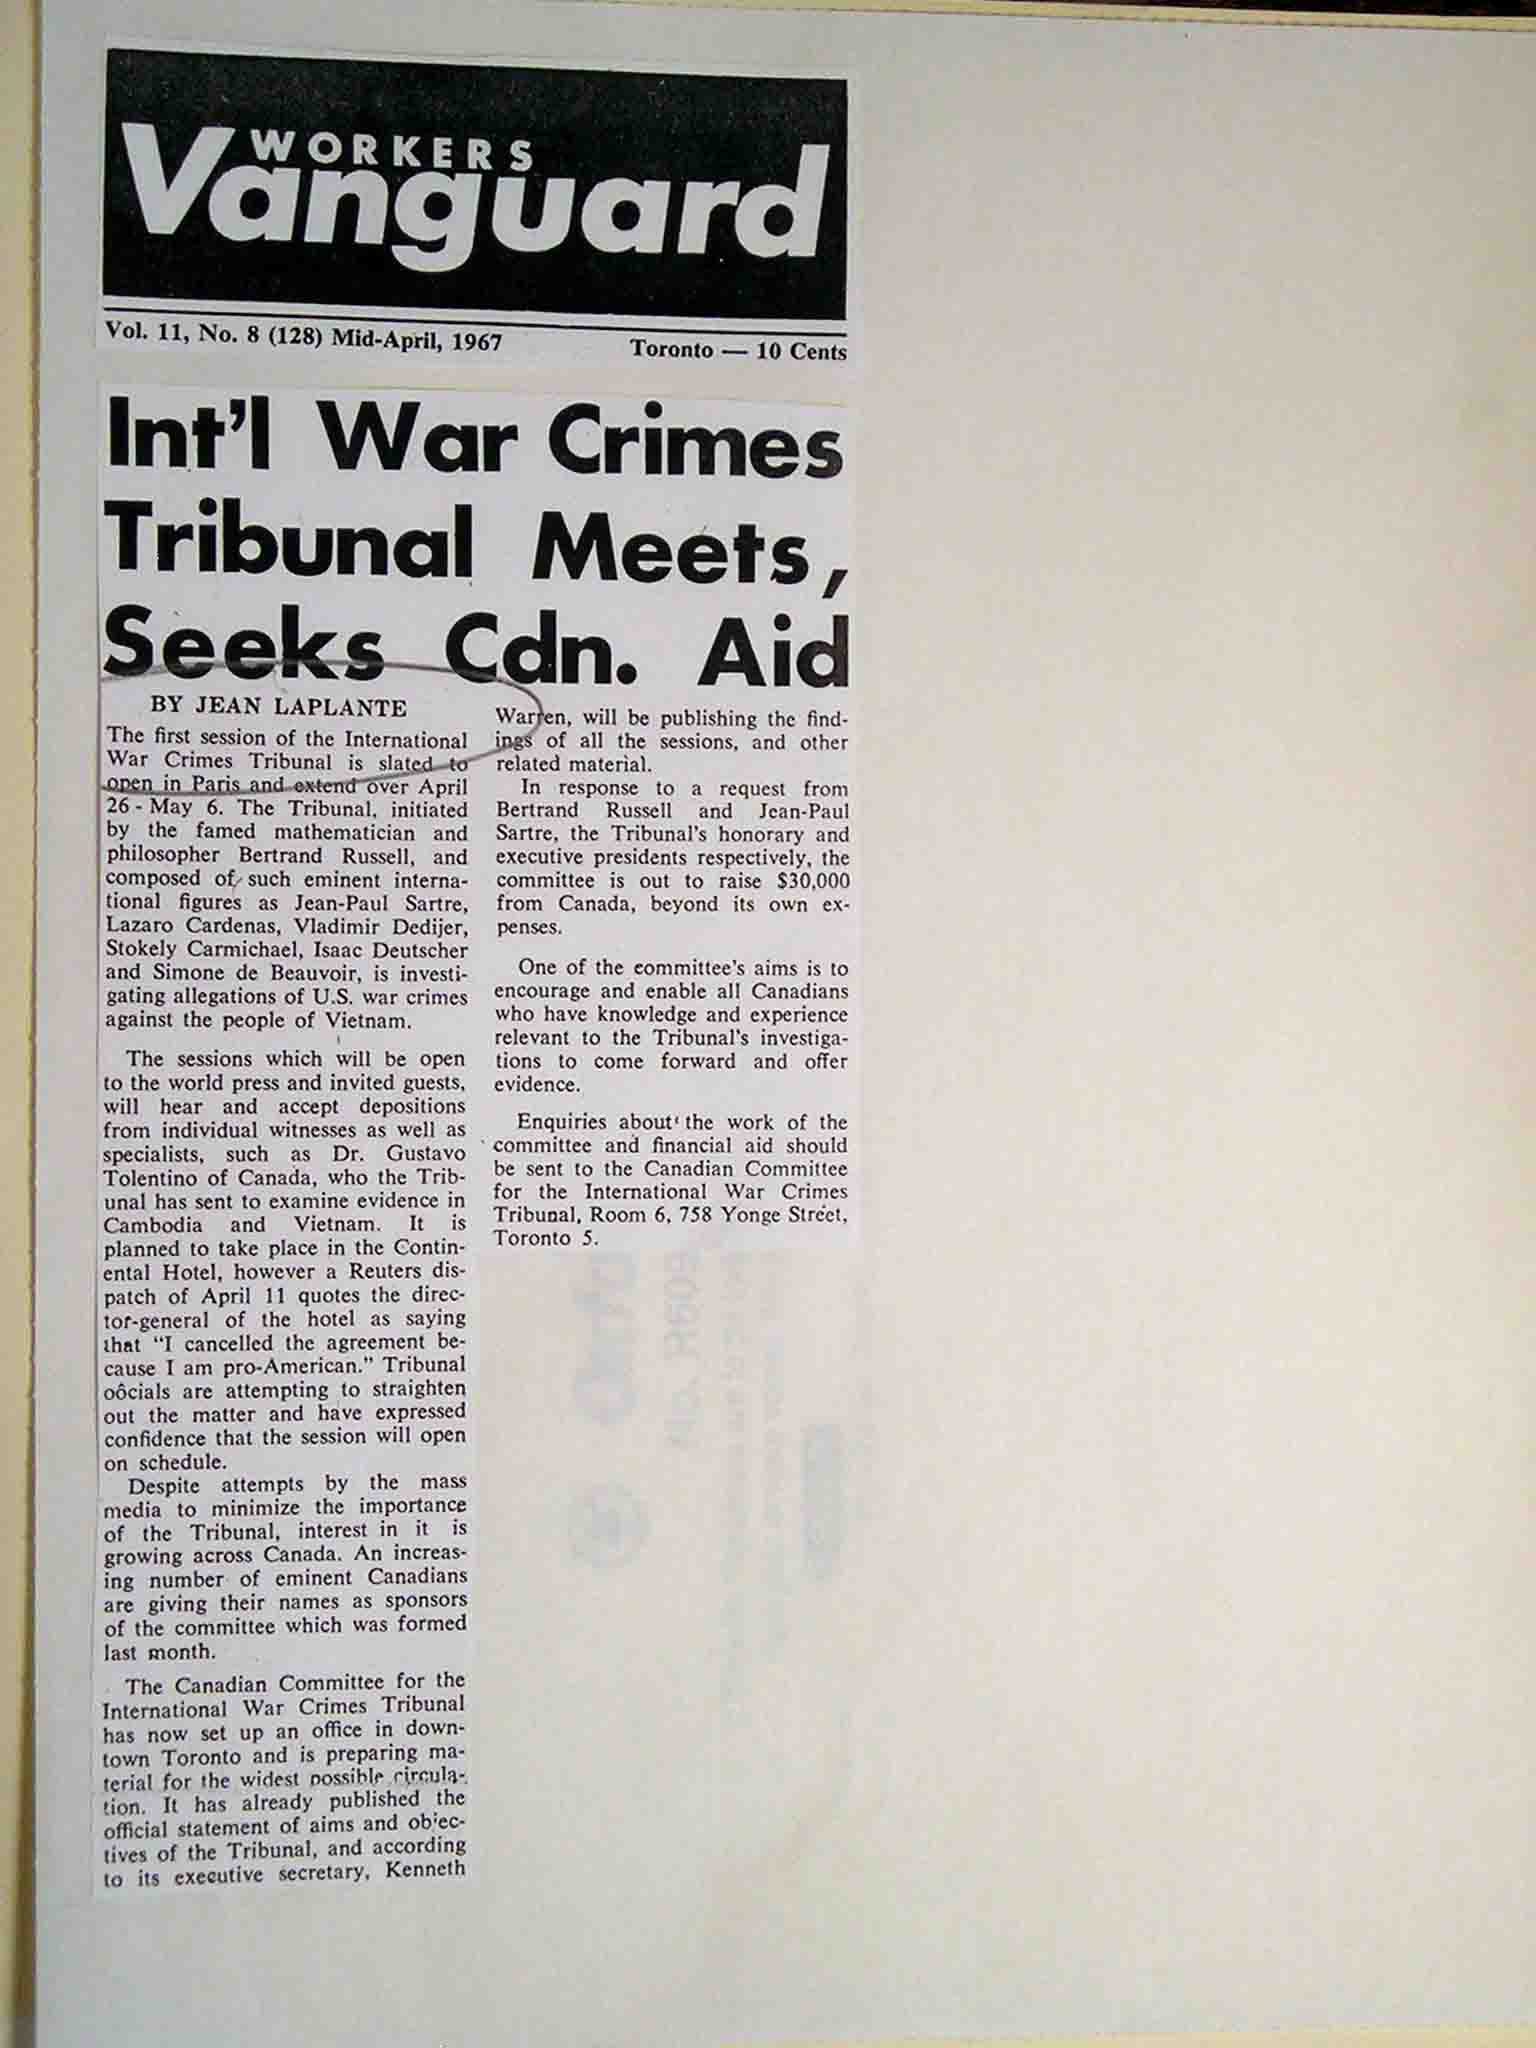 WORKERS
Vanguard
Vol. 11, No. 8 (128) Mid-April, 1967 Toronto — 10 Cents
Int'l War Crimes
Tribunal Meets,
Seeks Cdn. Aid
BY JEAN LAPLANTE
The first session of the International
War Crimes Tribunal is slated to
open in Paris and extend over April
26 - May 6. The Tribunal, initiated
by the famed mathematician and
philosopher Bertrand Russell, and
composed of such eminent interna-
tional figures as Jean-Paul Sartre,
Lazaro Cardenas, Vladimir Dedijer,
Stokely Carmichael, Isaac Deutscher
and Simone de Beauvoir, is investi-
gating allegations of U.S. war crimes
against the people of Vietnam.
The sessions which will be open
to the world press and invited guests,
will hear and accept depositions
from individual witnesses as well as
specialists, such as Dr. Gustavo
Tolentino of Canada, who the Trib-
unal has sent to examine evidence in
Cambodia and Vietnam. It is
planned to take place in the Contin-
ental Hotel, however a Reuters dis-
patch of April 11 quotes the direc-
tor-general of the hotel as saying
that "I cancelled the agreement be-
cause I am pro-American." Tribunal
oôcials are attempting to straighten
out the matter and have expressed
confidence that the session will open
on schedule.
Despite attempts by the mass
media to minimize the importance
of the Tribunal, interest in it is
growing across Canada. An increas-
ing number of eminent Canadians
are giving their names as sponsors
of the committee which was formed
last month.
The Canadian Committee for the
International War Crimes Tribunal
has now set up an office in down-
town Toronto and is preparing ma-
terial for the widest possible circula-
tion. It has already published the
official statement of aims and objec-
tives of the Tribunal, and according
to its executive secretary, Kenneth
Warren, will be publishing the find-
ings of all the sessions, and other
related material.
In response to a request from
Bertrand Russell and Jean-Paul
Sartre, the Tribunal's honorary and
executive presidents respectively, the
committee is out to raise $30,000
from Canada, beyond its own ex-
penses.
One of the committee's aims is to
encourage and enable all Canadians
who have knowledge and experience
relevant to the Tribunal's investiga-
tions to come forward and offer
evidence.
Enquiries about the work of the
committee and financial aid should
be sent to the Canadian Committee
for the International War Crimes
Tribunal, Room 6, 758 Yonge Street,
Toronto 5.